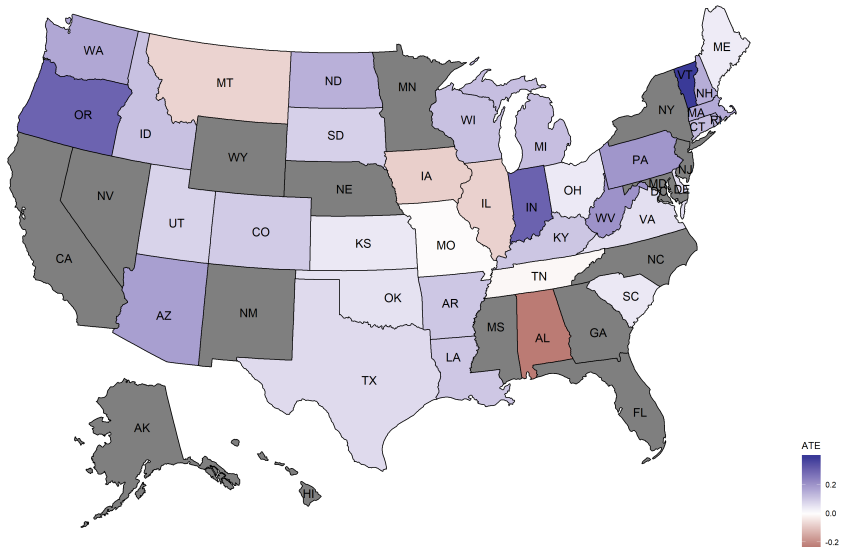 ME
WA
VT
MT
ND
MN
NH
OR
NY
MA
WI
RI
CT
ID
SD
MI
WY
PA
IA
NJ
NE
OH
MD
DE
DC
NV
IL
IN
WV
UT
VA
CO
KY
KS
MO
CA
NC
TN
OK
SC
AR
AZ
NM
MS
GA
AL
LA
TX
FL
AK
HI
ATE
0.2
0.0
-0.2